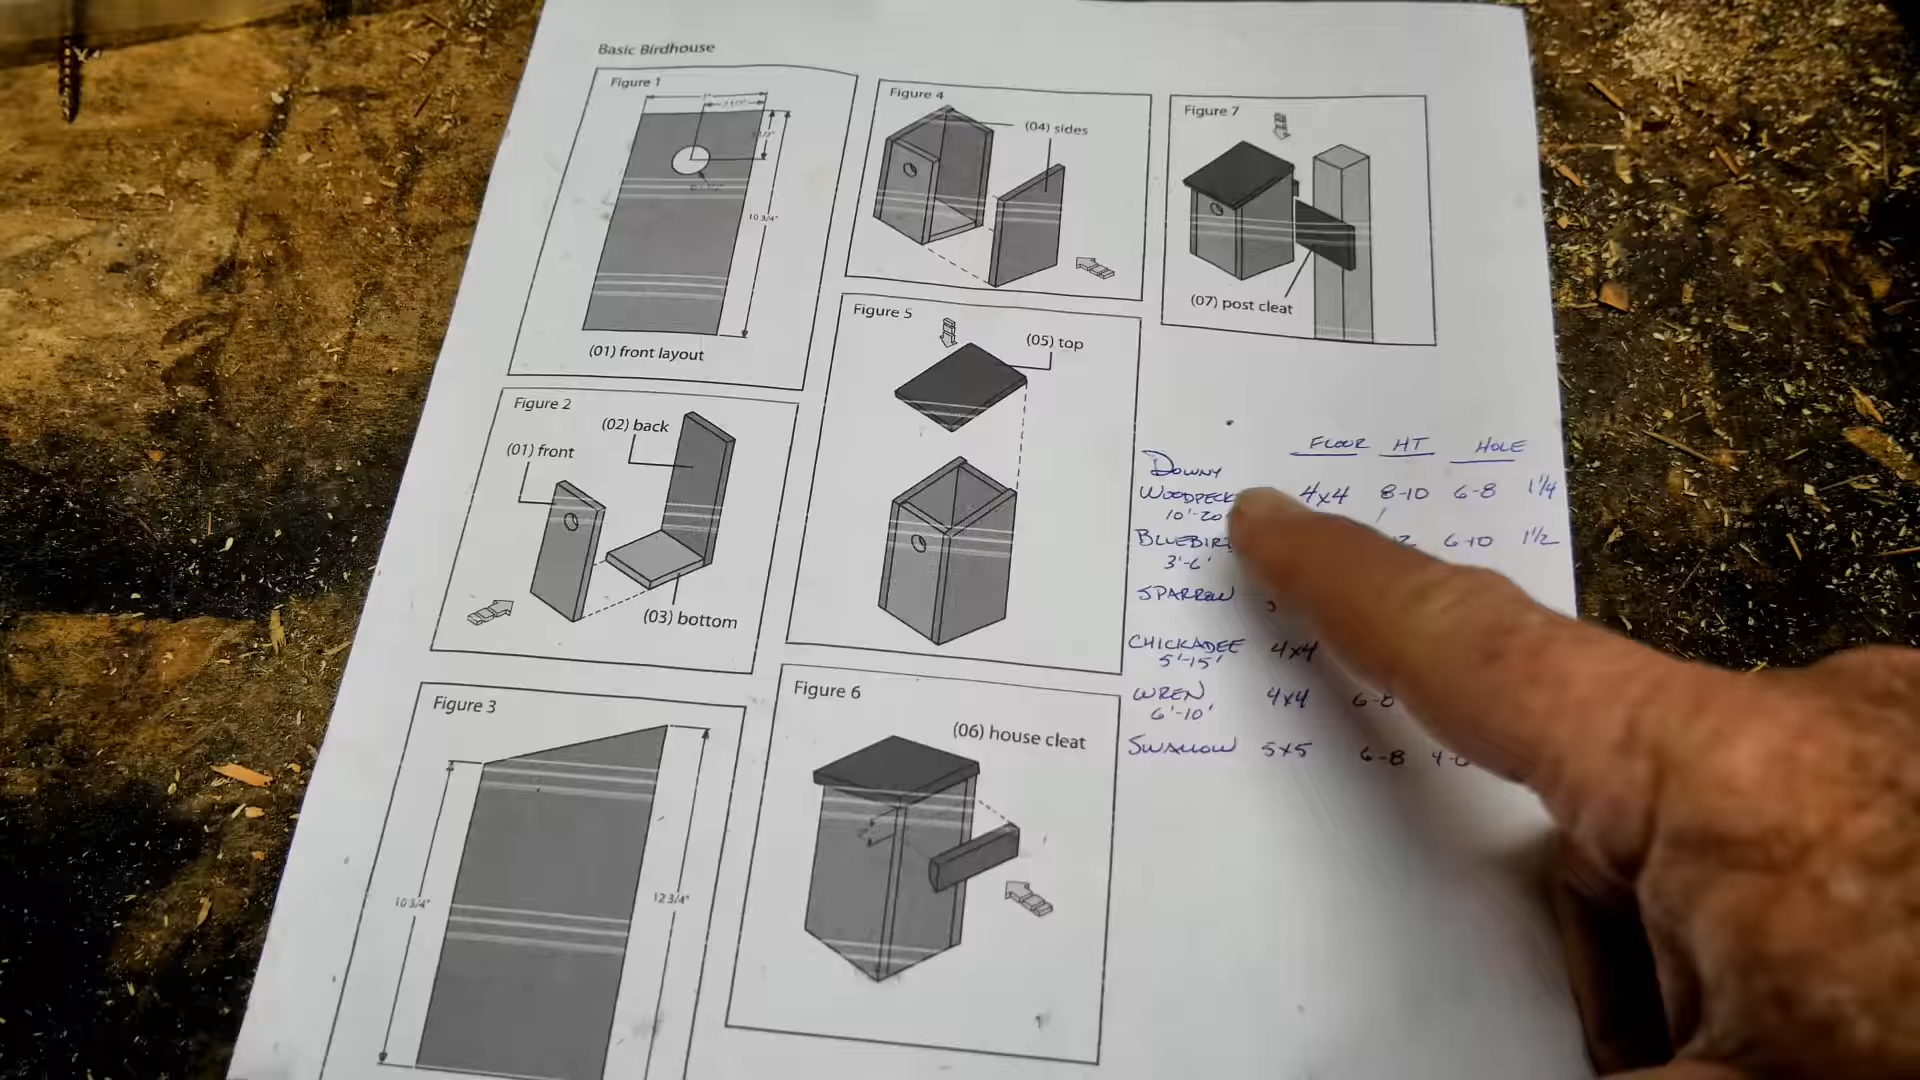 Basic Birdhouse
Figure 1
10 3/4"
(01) front layout
Figure 2
(02) back
(01) front
(03) bottom
Figure 3
10 3/4"
12 3/4"
Figure 4
(04) sides
Figure 5
(05) top
Figure 6
(06) house cleat
Figure 7
(07) post cleat
FLOOR HT HOLE
DOWNY
WOODPECK 4x4 8-10 6-8 1 1/4
10'-20
BLUEBIR 6-10 1 1/2
3'-6'
SPARROW
CHICKADEE 4x4
5'-15'
WREN 4x4 6-8
6'-10'
SWALLOW 5x5 6-8